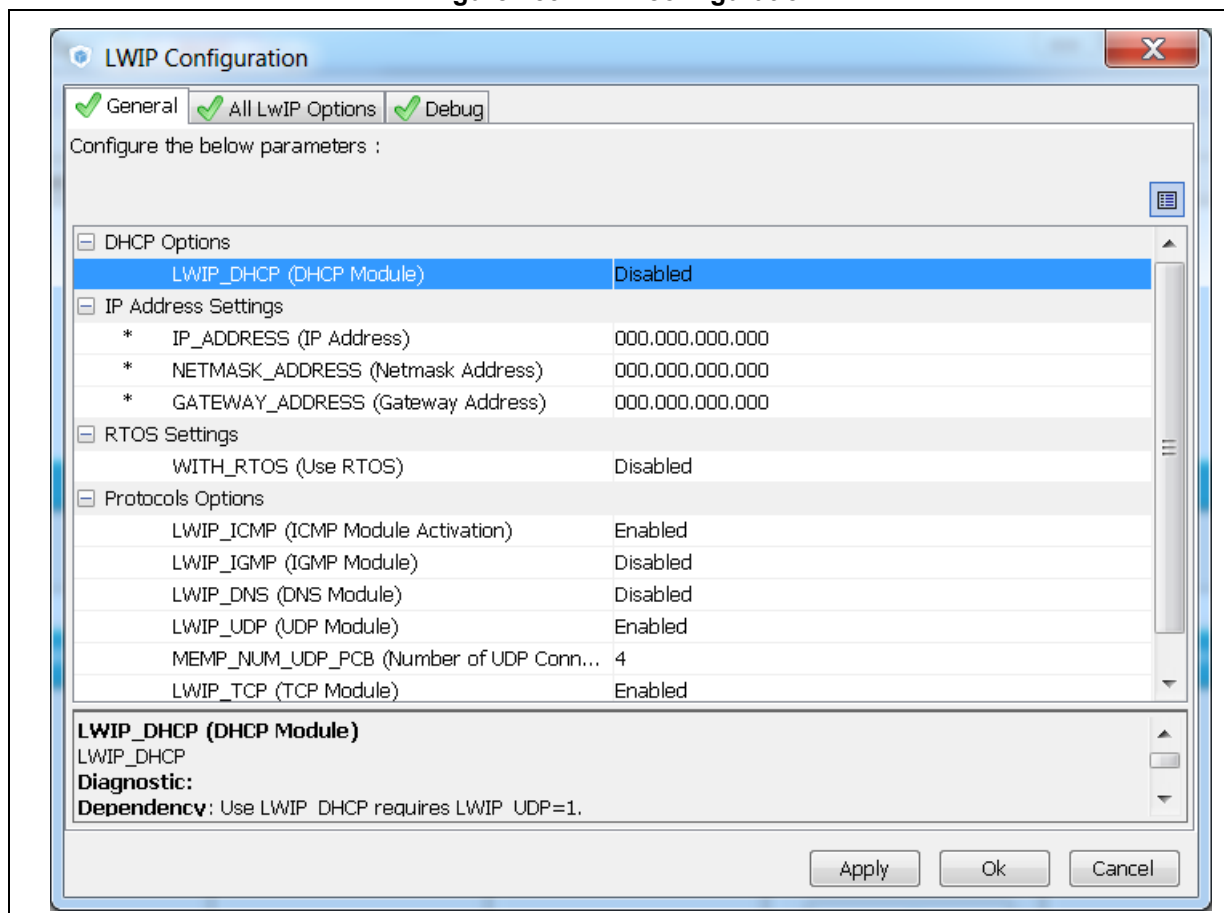 LWIP Configuration
General
All LwIP Options
Debug
Configure the below parameters :
DHCP Options
LWIP_DHCP (DHCP Module) Disabled
IP Address Settings
* IP_ADDRESS (IP Address) 000.000.000.000
* NETMASK_ADDRESS (Netmask Address) 000.000.000.000
* GATEWAY_ADDRESS (Gateway Address) 000.000.000.000
RTOS Settings
WITH_RTOS (Use RTOS) Disabled
Protocols Options
LWIP_ICMP (ICMP Module Activation) Enabled
LWIP_IGMP (IGMP Module) Disabled
LWIP_DNS (DNS Module) Disabled
LWIP_UDP (UDP Module) Enabled
MEMP_NUM_UDP_PCB (Number of UDP Conn... 4
LWIP_TCP (TCP Module) Enabled
LWIP_DHCP (DHCP Module)
LWIP_DHCP
Diagnostic:
Dependency: Use LWIP_DHCP requires LWIP_UDP=1.
Apply
Ok
Cancel